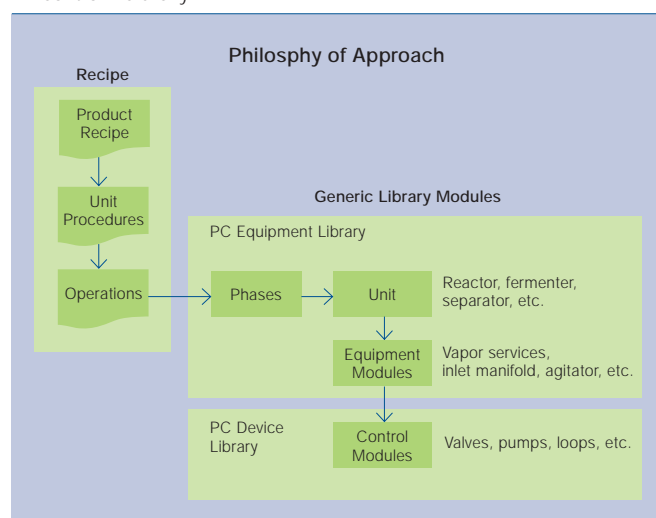 Philosphy of Approach
Recipe
Product
Recipe
Unit
Procedures
Operations
Generic Library Modules
PC Equipment Library
Phases
Unit
Reactor, fermenter,
separator, etc.
Equipment
Modules
Vapor services,
inlet manifold, agitator, etc.
PC Device
Library
Control
Modules
Valves, pumps, loops, etc.